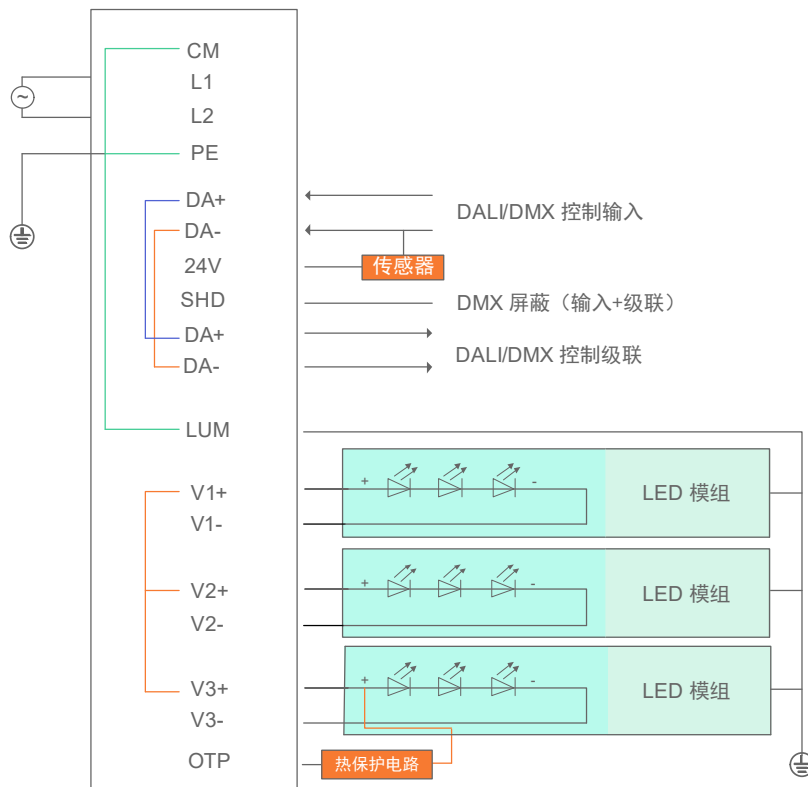 CM
L1
~
L2
PE
DA+
DALI/DMX 控制输入
DA-
24V
传感器
SHD
DMX 屏蔽（输入+级联）
DA+
DALI/DMX 控制级联
DA-
LUM
V1+
+ -
LED 模组
V1-
V2+
+ -
LED 模组
V2-
V3+
+ -
LED 模组
V3-
OTP
热保护电路